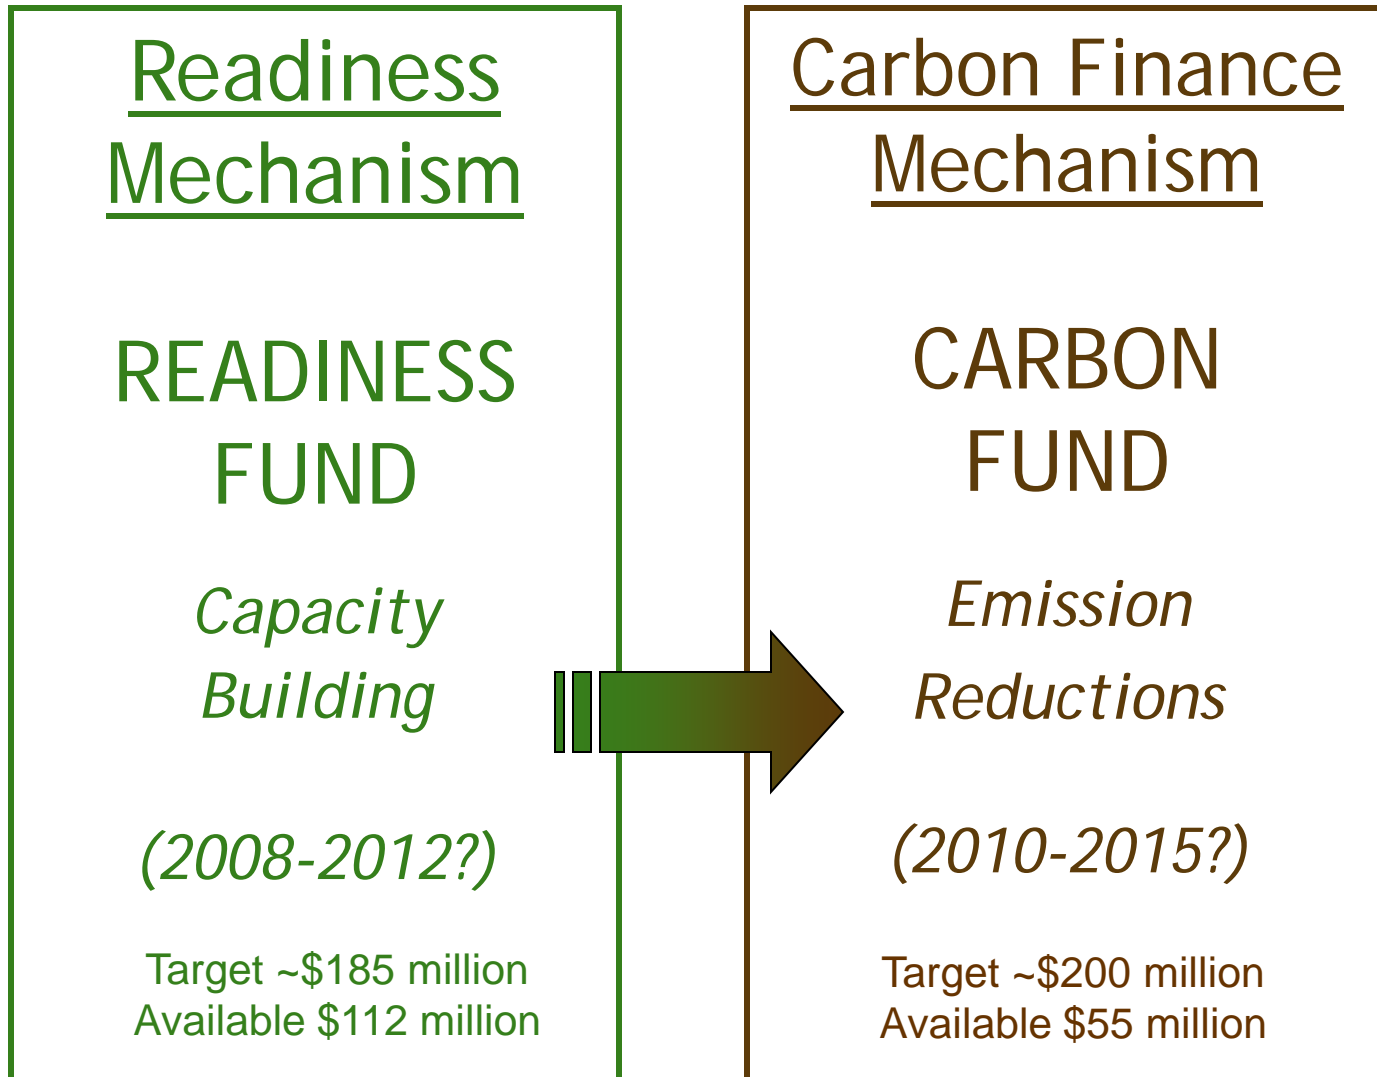 Readiness
Mechanism
READINESS
FUND
Capacity
Building
(2008-2012?)
Target ~$185 million
Available $112 million
Carbon Finance
Mechanism
CARBON
FUND
Emission
Reductions
(2010-2015?)
Target ~$200 million
Available $55 million